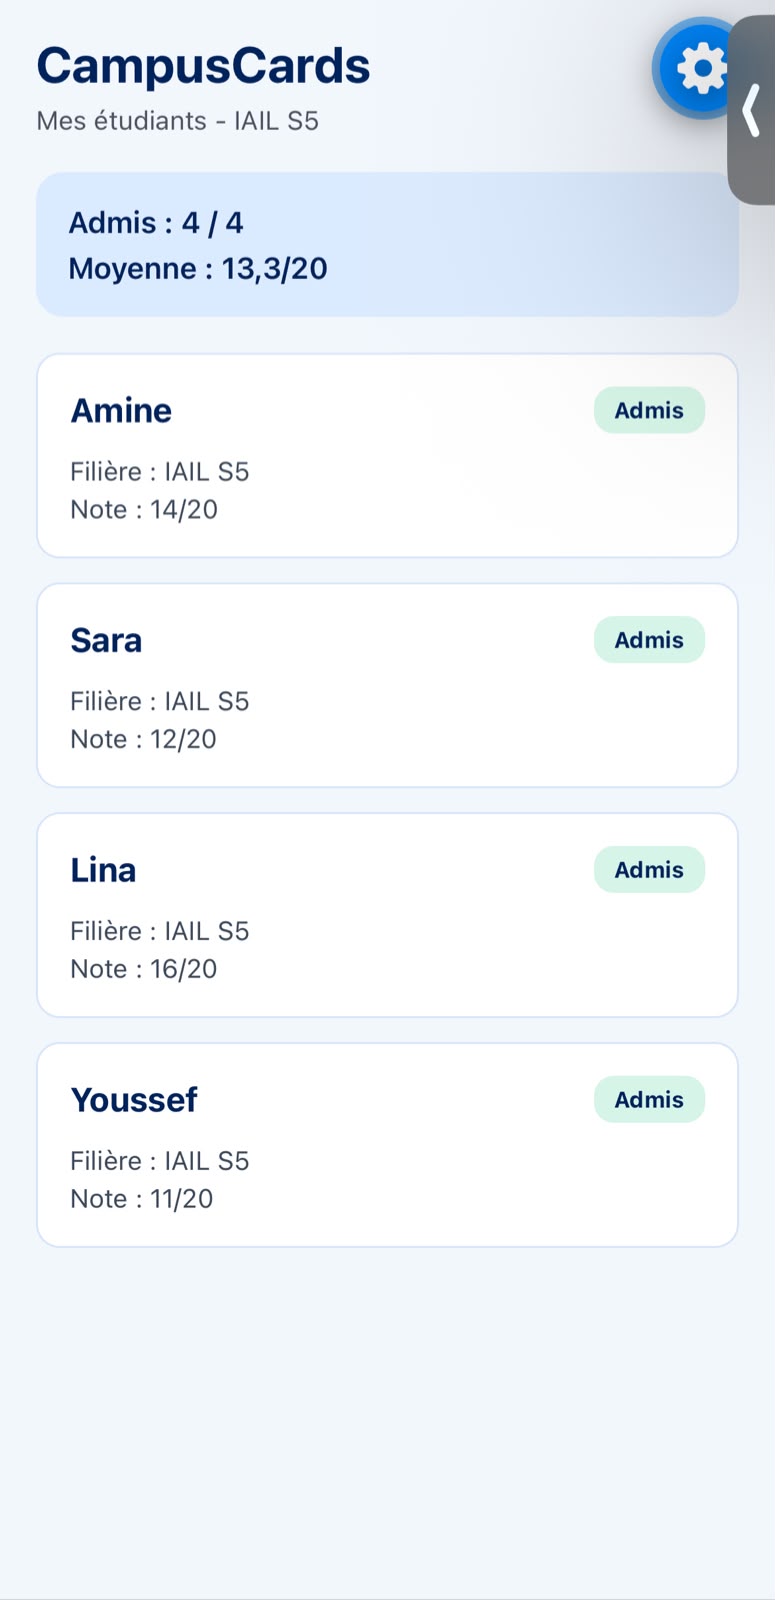 CampusCards
Mes étudiants - IAIL S5
Admis : 4 / 4
Moyenne : 13,3/20
Amine
Admis
Filière : IAIL S5
Note : 14/20
Sara
Admis
Filière : IAIL S5
Note : 12/20
Lina
Admis
Filière : IAIL S5
Note : 16/20
Youssef
Admis
Filière : IAIL S5
Note : 11/20